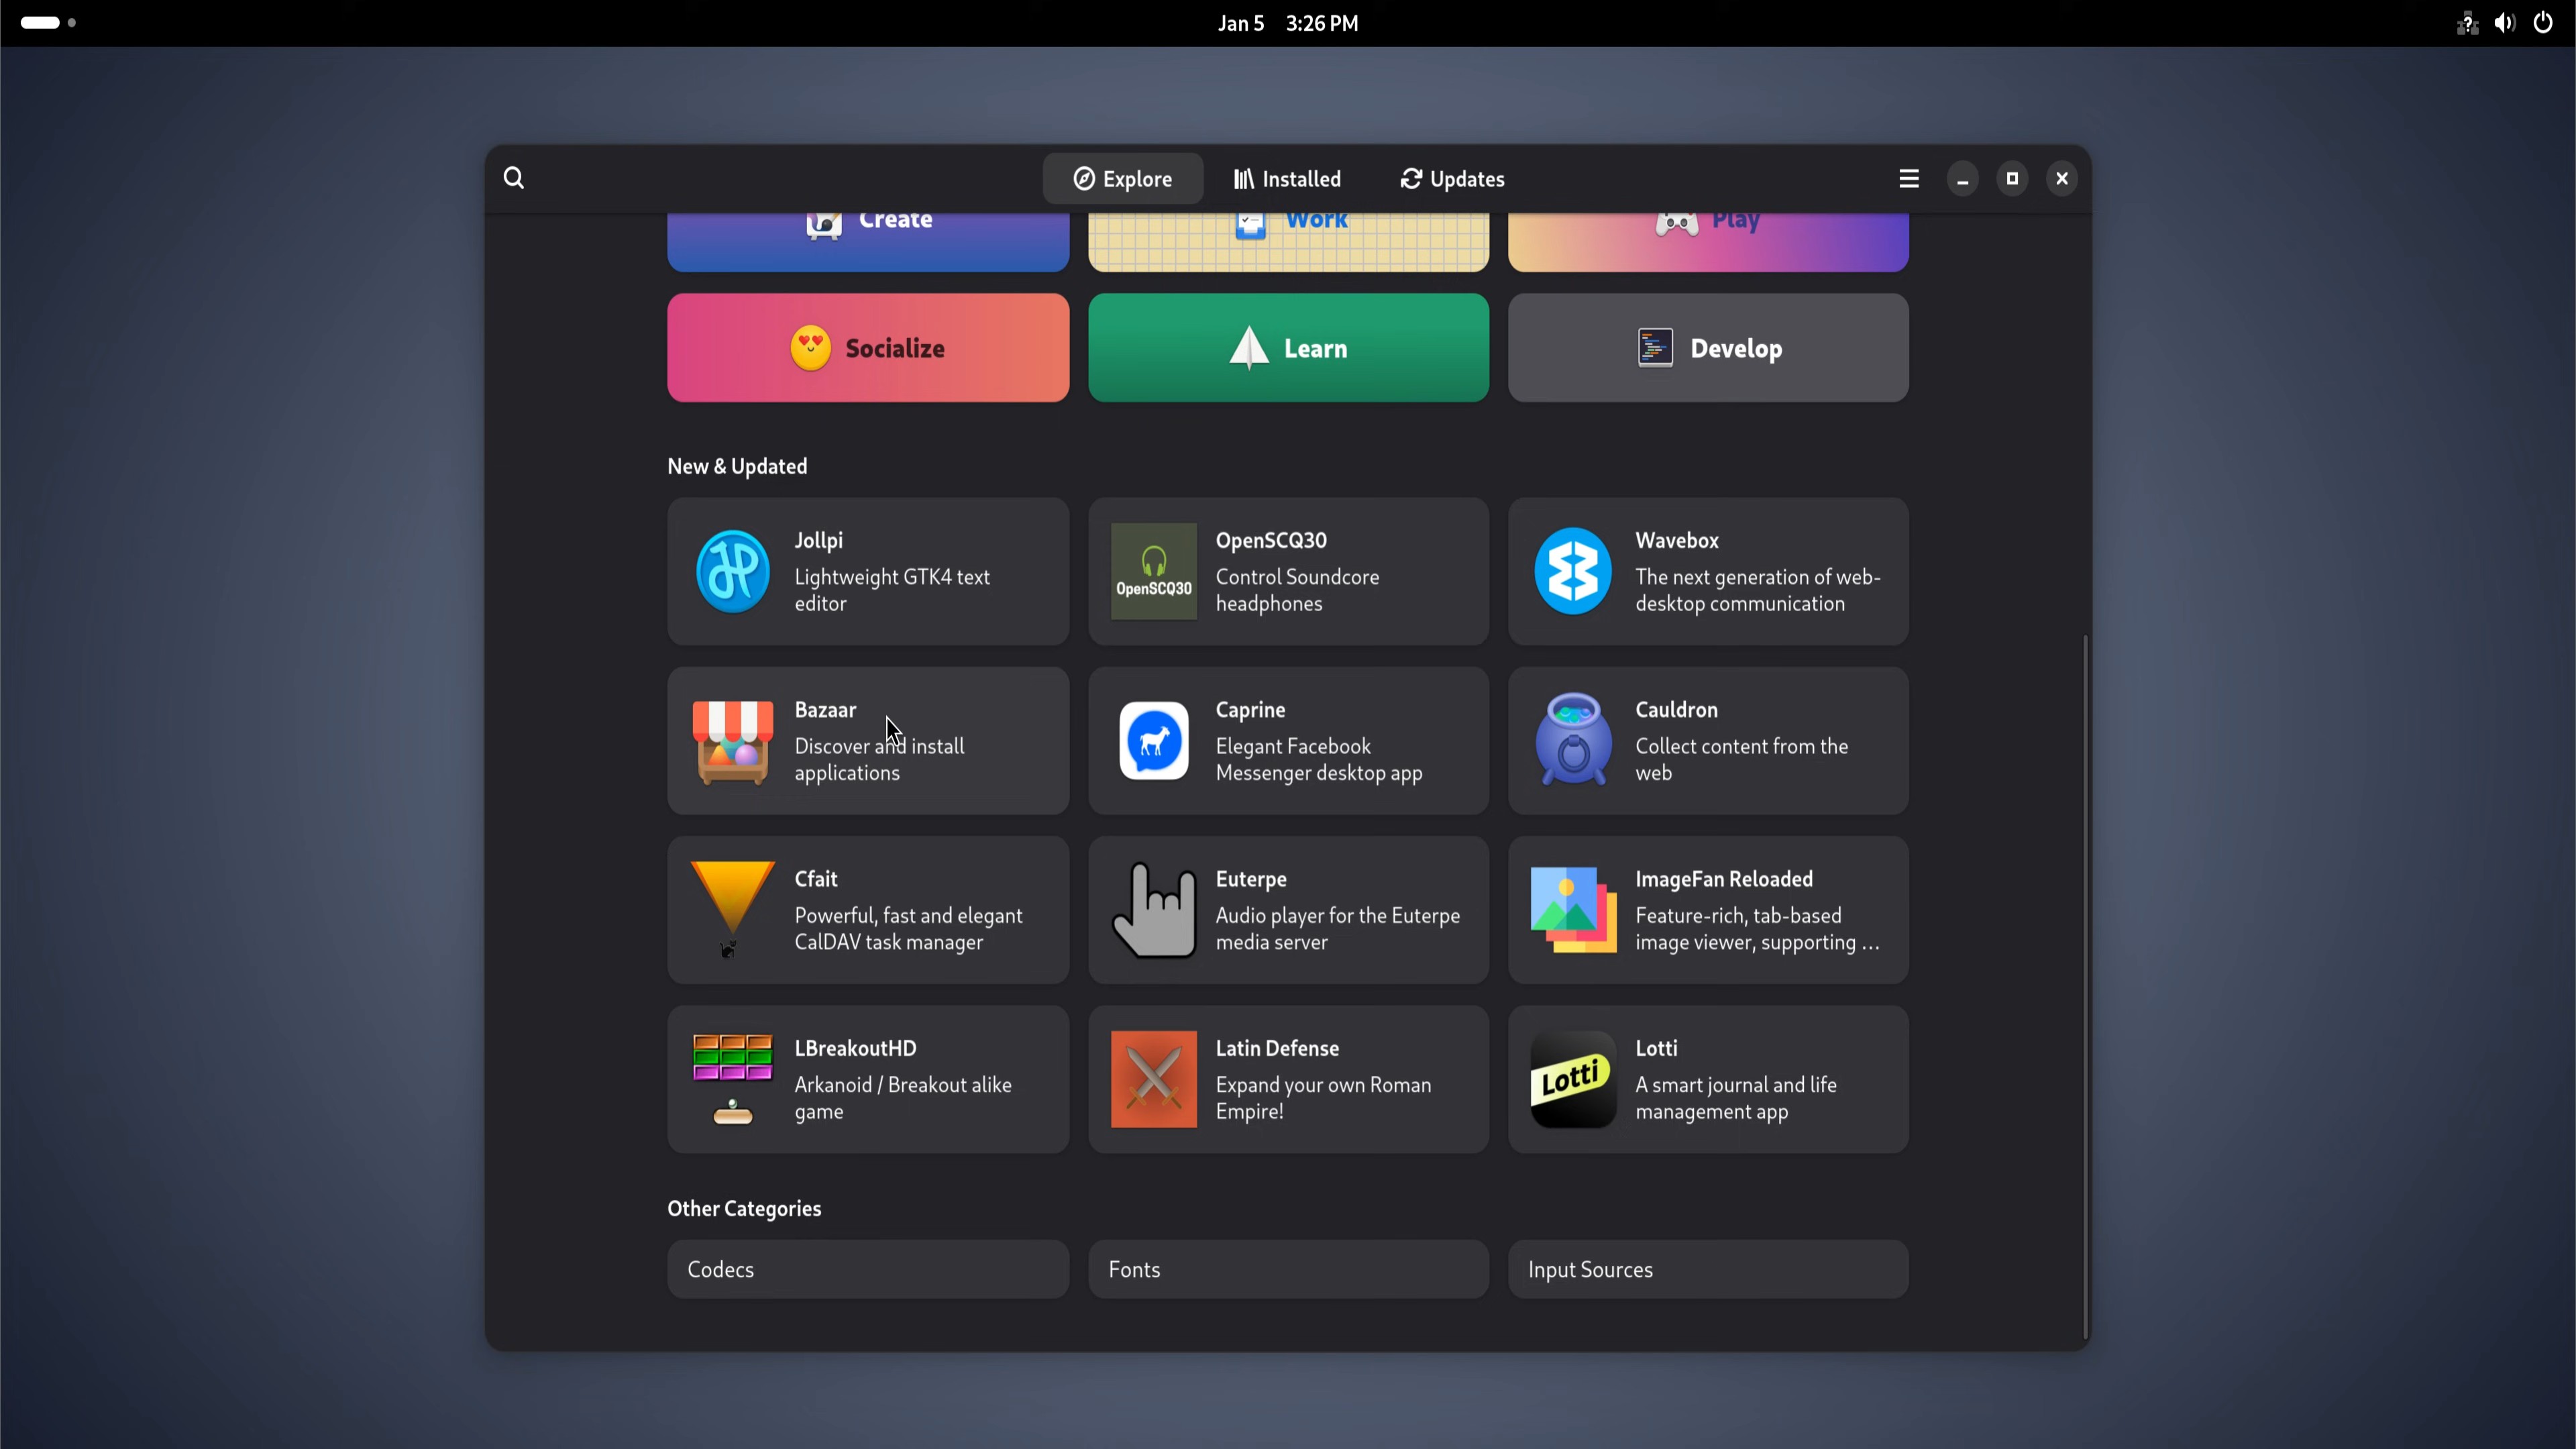 Jan 5 3:26 PM
Explore Installed Updates
Create Work Play
Socialize Learn Develop
New & Updated
Jollpi
Lightweight GTK4 text
editor
OpenSCQ30
OpenSCQ30
Control Soundcore
headphones
Wavebox
The next generation of web-
desktop communication
Bazaar
Discover and install
applications
Caprine
Elegant Facebook
Messenger desktop app
Cauldron
Collect content from the
web
Cfait
Powerful, fast and elegant
CalDAV task manager
Euterpe
Audio player for the Euterpe
media server
ImageFan Reloaded
Feature-rich, tab-based
image viewer, supporting ...
LBreakoutHD
Arkanoid / Breakout alike
game
Latin Defense
Expand your own Roman
Empire!
Lotti
Lotti
A smart journal and life
management app
Other Categories
Codecs Fonts Input Sources